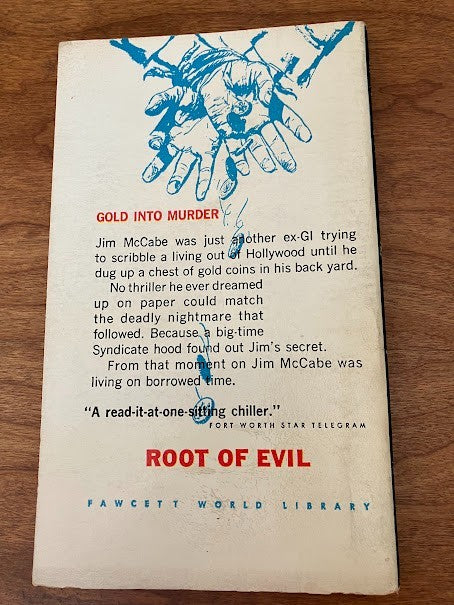 GOLD INTO MURDER
Jim McCabe was just another ex-GI trying
to scribble a living out of Hollywood until he
dug up a chest of gold coins in his back yard.
No thriller he ever dreamed
up on paper could match
the deadly nightmare that
followed. Because a big-time
Syndicate hood found out Jim's secret.
From that moment on Jim McCabe was
living on borrowed time.
"A read-it-at-one-sitting chiller."
FORT WORTH STAR TELEGRAM
ROOT OF EVIL
FAWCETT WORLD LIBRARY